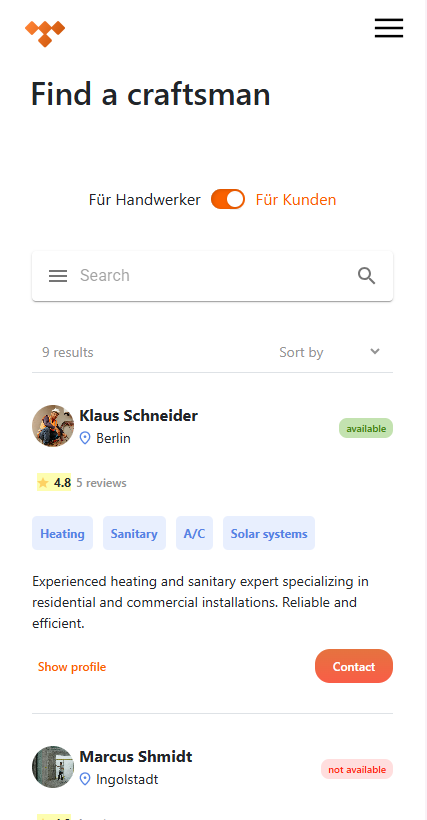 Find a craftsman
Für Handwerker Für Kunden
Search
9 results Sort by
Klaus Schneider
Berlin
available
4.8 5 reviews
Heating Sanitary A/C Solar systems
Experienced heating and sanitary expert specializing in
residential and commercial installations. Reliable and
efficient.
Show profile Contact
Marcus Shmidt
Ingolstadt
not available